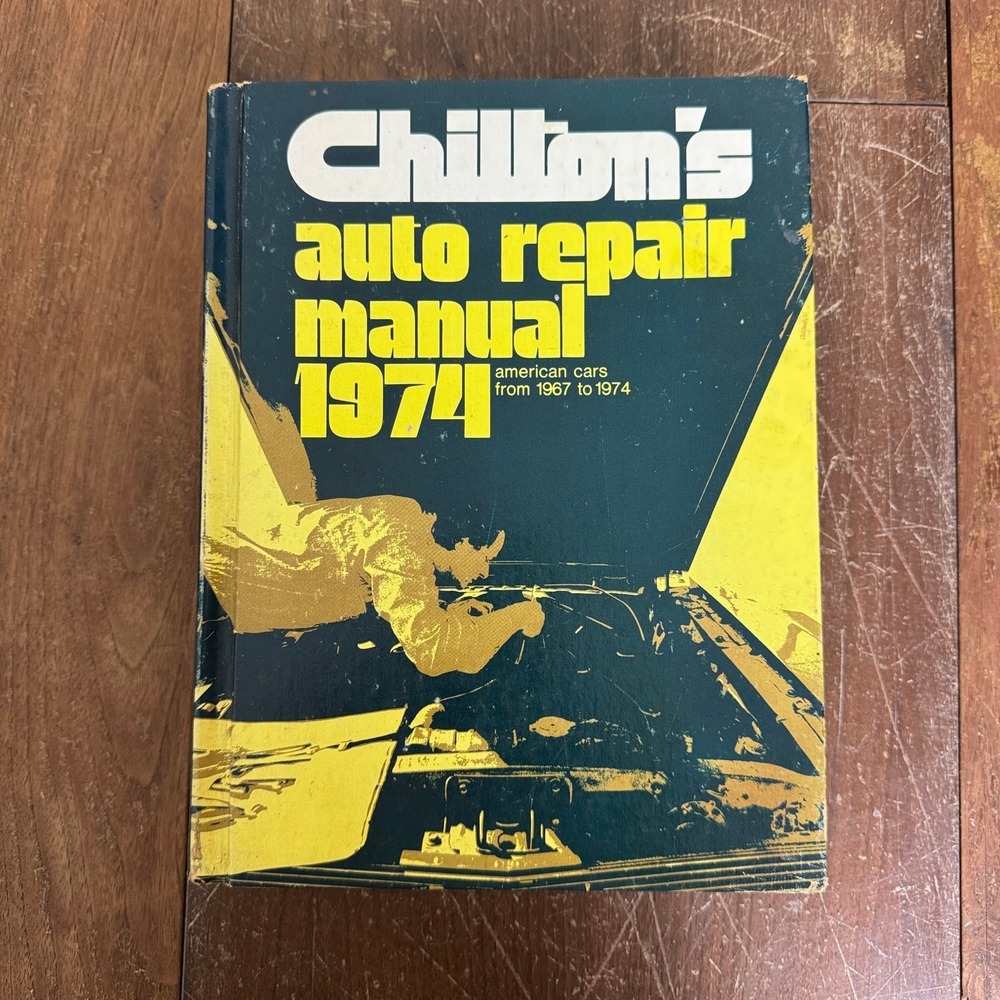 Chilton's
auto repair
manual
1974
american cars
from 1967 to 1974